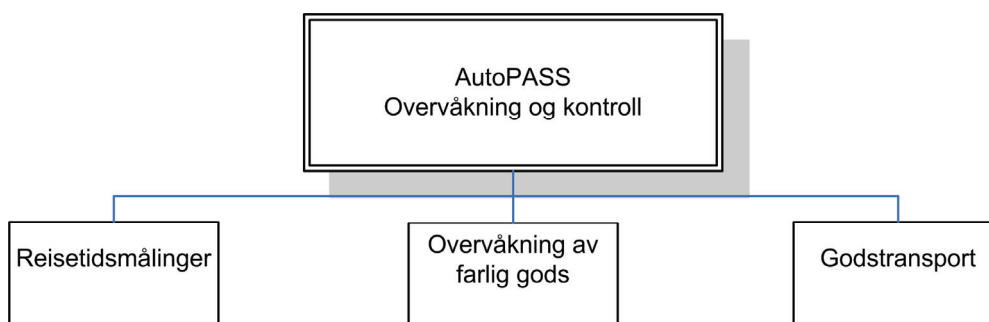 AutoPASS
Overvåkning og kontroll
Reisetidsmålinger
Overvåkning av
farlig gods
Godstransport